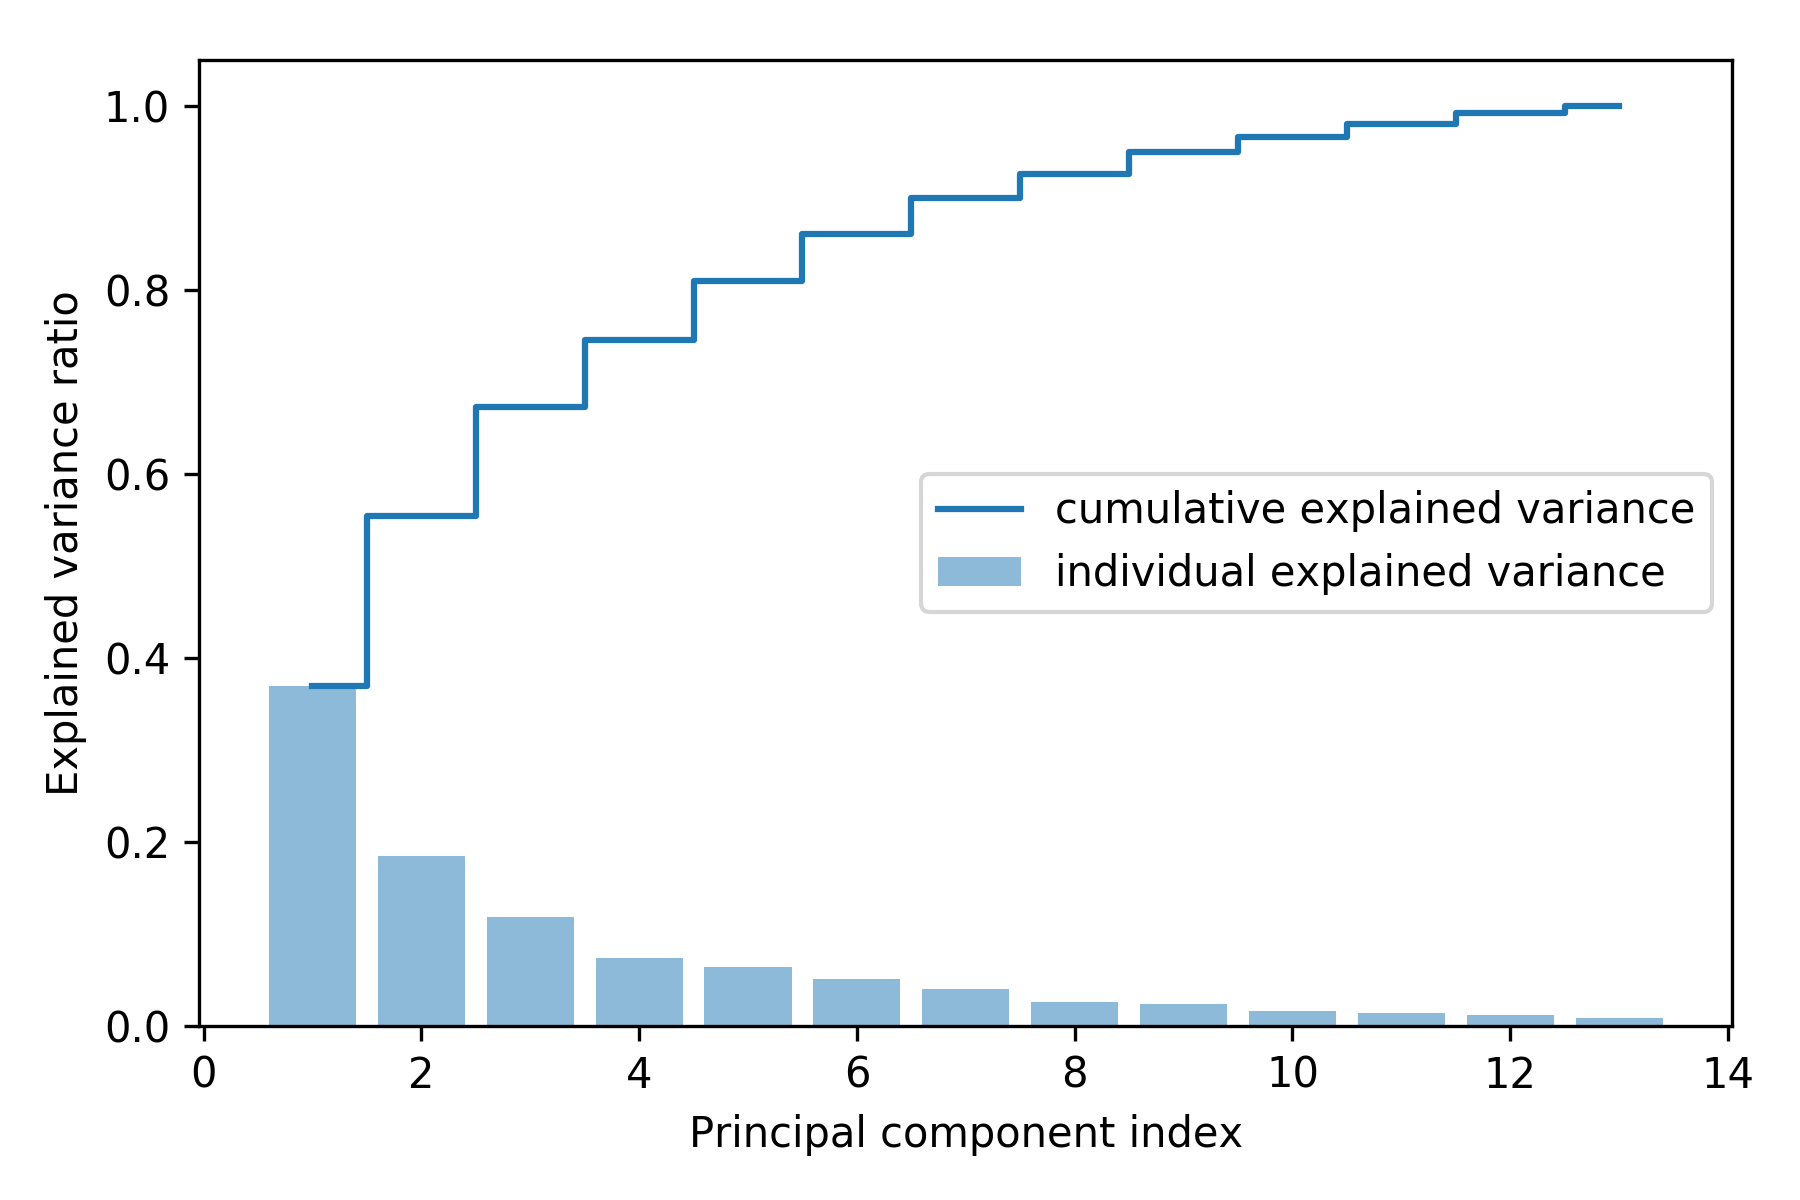 1.0
0.8
0.6
0.4
0.2
0.0
Explained variance ratio
cumulative explained variance
individual explained variance
0 2 4 6 8 10 12 14
Principal component index